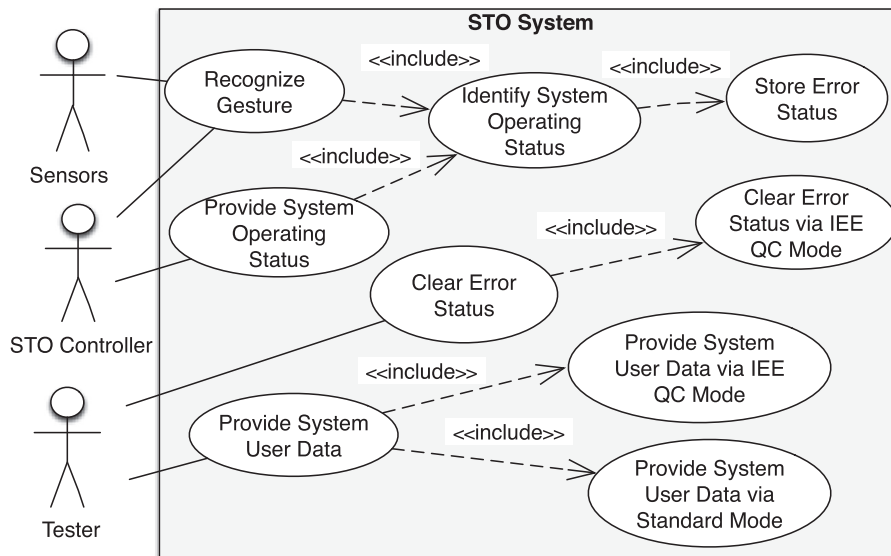 STO System
<<include>>
<<include>>
Recognize
Gesture
Identify System
Operating
Status
Store Error
Status
Sensors
<<include>>
Provide System
Operating
Status
Clear Error
Status via IEE
QC Mode
<<include>>
STO Controller
Clear Error
Status
Provide System
User Data via IEE
QC Mode
<<include>>
Provide System
User Data
<<include>>
Provide System
User Data via
Standard Mode
Tester